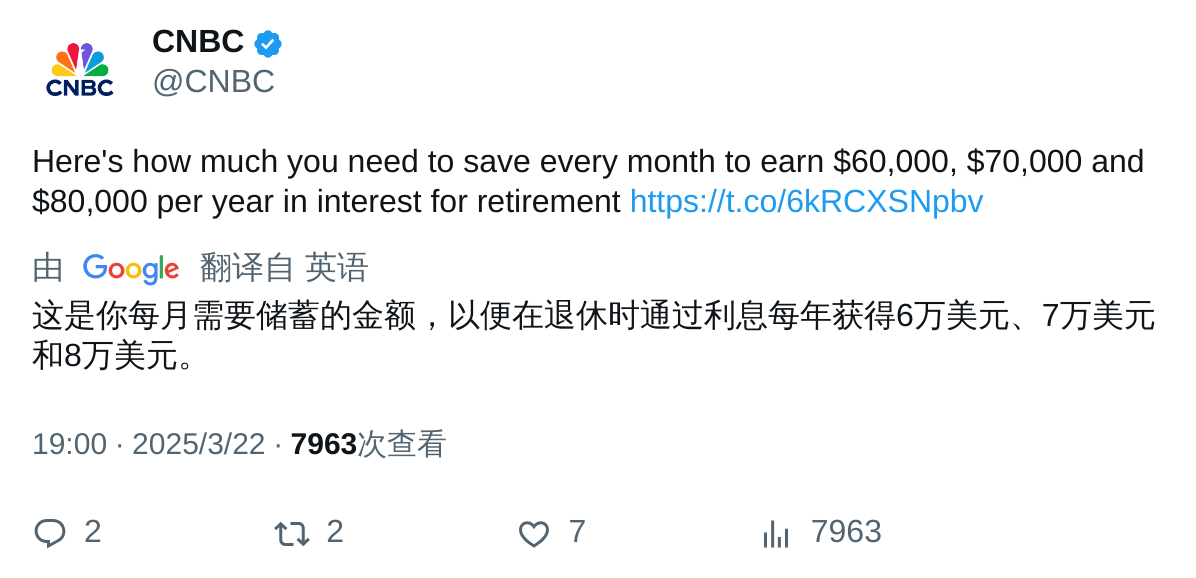 CNBC
CNBC
@CNBC
Here's how much you need to save every month to earn $60,000, $70,000 and
$80,000 per year in interest for retirement https://t.co/6kRCXSNpbv
由 Google 翻译自 英语
这是你每月需要储蓄的金额，以便在退休时通过利息每年获得6万美元、7万美元
和8万美元。
19:00 · 2025/3/22 · 7963次查看
2 2 7 7963